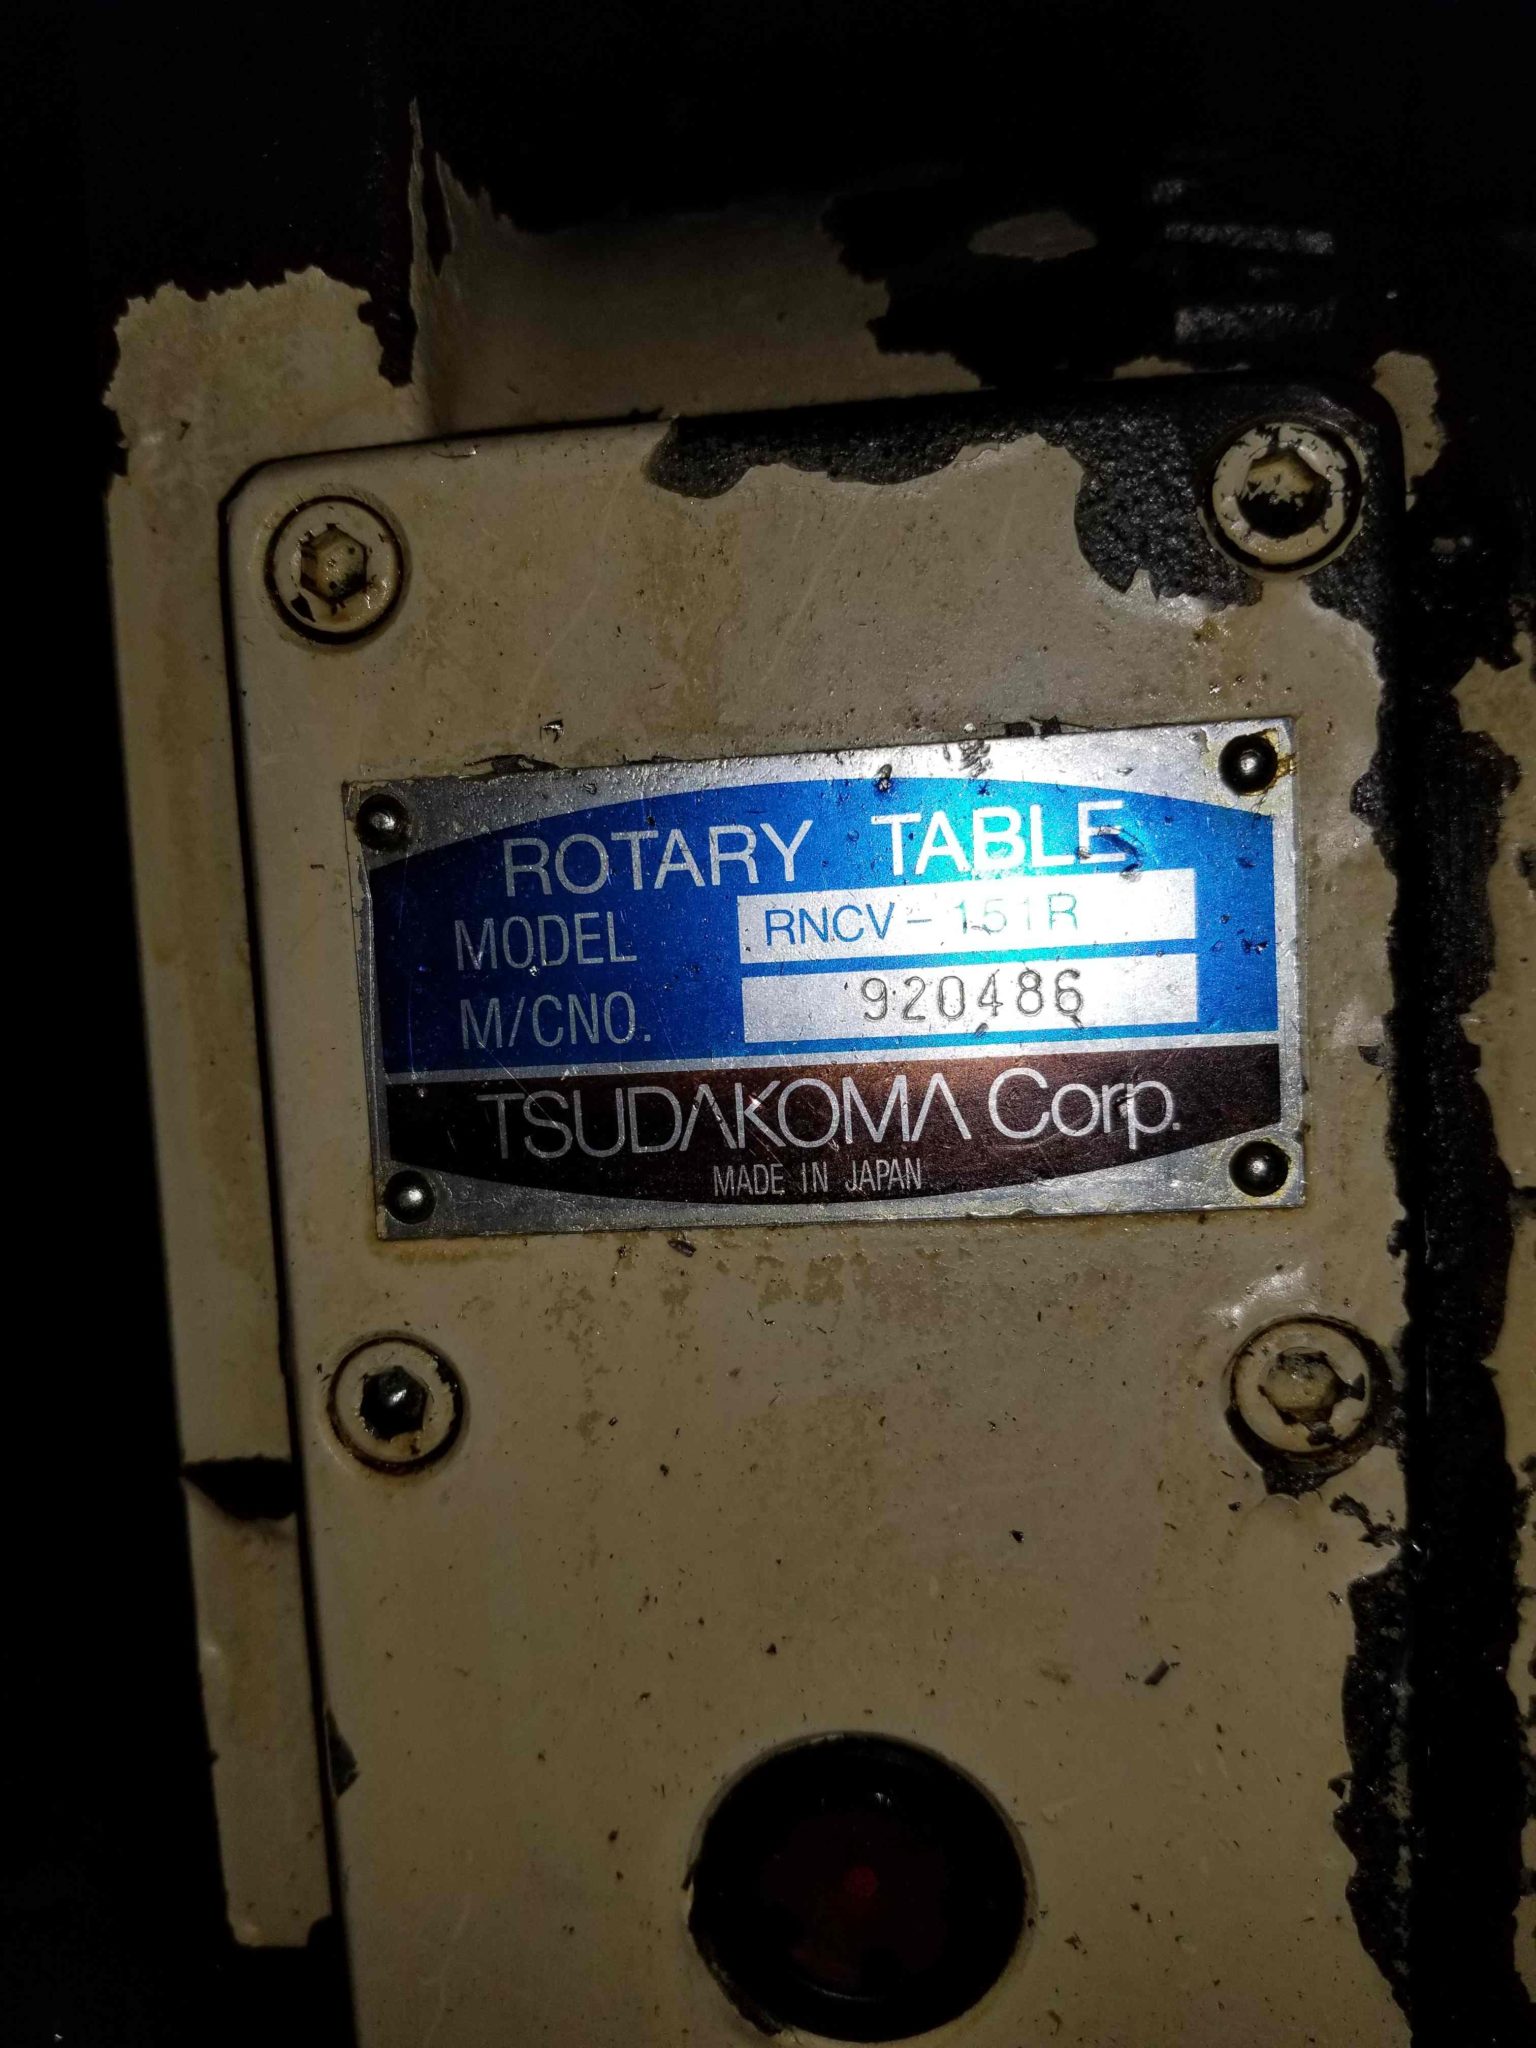 ROTARY TABLE
MODEL RNCV-151R
M/CNO. 920486
TSUDAKOMA Corp.
MADE IN JAPAN